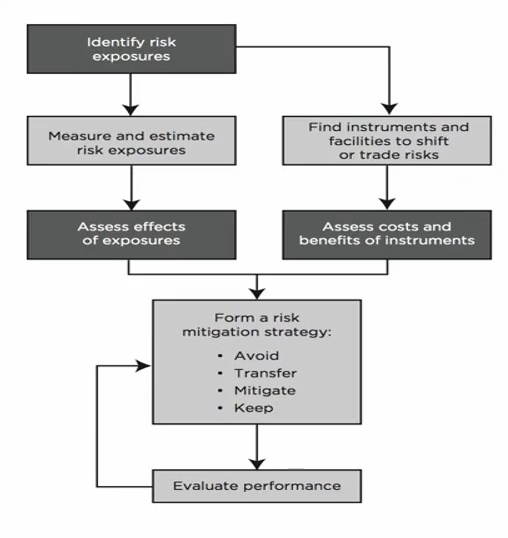 Identify risk
exposures
Measure and estimate
risk exposures
Find instruments and
facilities to shift
or trade risks
Assess effects
of exposures
Assess costs and
benefits of instruments
Form a risk
mitigation strategy:
• Avoid
• Transfer
• Mitigate
• Keep
Evaluate performance